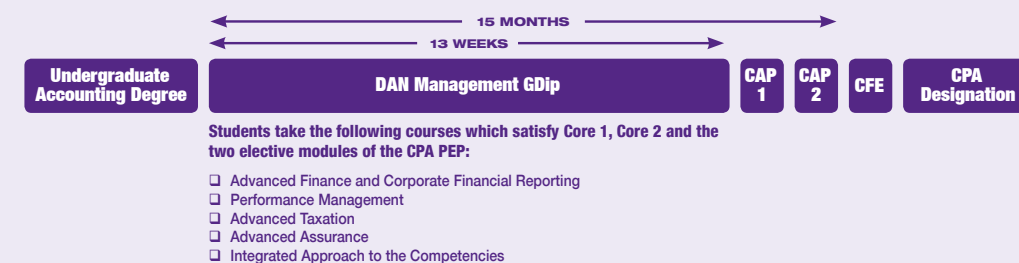 15 MONTHS
13 WEEKS
Undergraduate
Accounting Degree
DAN Management GDip
CAP
1
CAP
2
CFE
CPA
Designation
Students take the following courses which satisfy Core 1, Core 2 and the
two elective modules of the CPA PEP:
❑ Advanced Finance and Corporate Financial Reporting
❑ Performance Management
❑ Advanced Taxation
❑ Advanced Assurance
❑ Integrated Approach to the Competencies